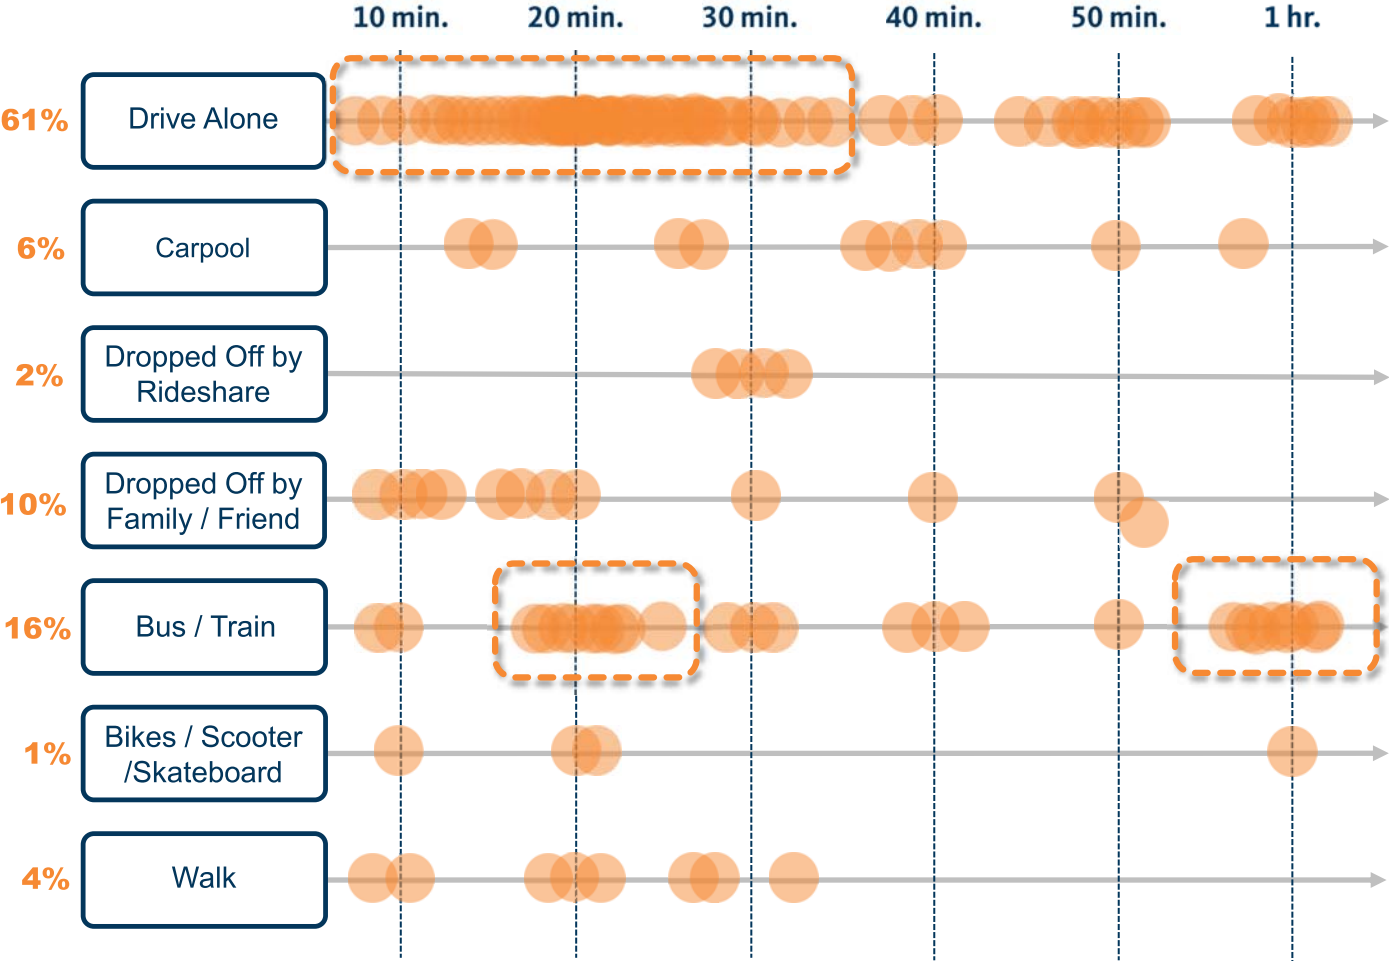 10 min. 20 min. 30 min. 40 min. 50 min. 1 hr.
61% Drive Alone
6% Carpool
Dropped Off by
2% Rideshare
Dropped Off by
10% Family / Friend
16% Bus / Train
Bikes / Scooter
1% /Skateboard
4% Walk